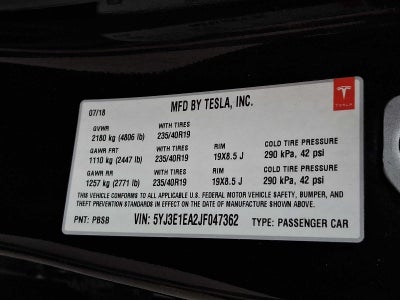 07/18 MFD BY TESLA, INC.
TESLA
GVWR WITH TIRES
2180 kg (4806 lb) 235/40R19
GAWR FRT WITH TIRES RIM COLD TIRE PRESSURE
1110 kg (2447 lb) 235/40R19 19X8.5 J 290 kPa, 42 psi
GAWR RR WITH TIRES RIM COLD TIRE PRESSURE
1257 kg (2771 lb) 235/40R19 19X8.5 J 290 kPa, 42 psi
THIS VEHICLE CONFORMS TO ALL APPLICABLE U.S. FEDERAL MOTOR VEHICLE SAFETY, BUMPER, AND
THEFT PREVENTION STANDARDS IN EFFECT ON THE DATE OF MANUFACTURE SHOWN ABOVE.
PNT: PBSB VIN: 5YJ3E1EA2JF047362 TYPE: PASSENGER CAR